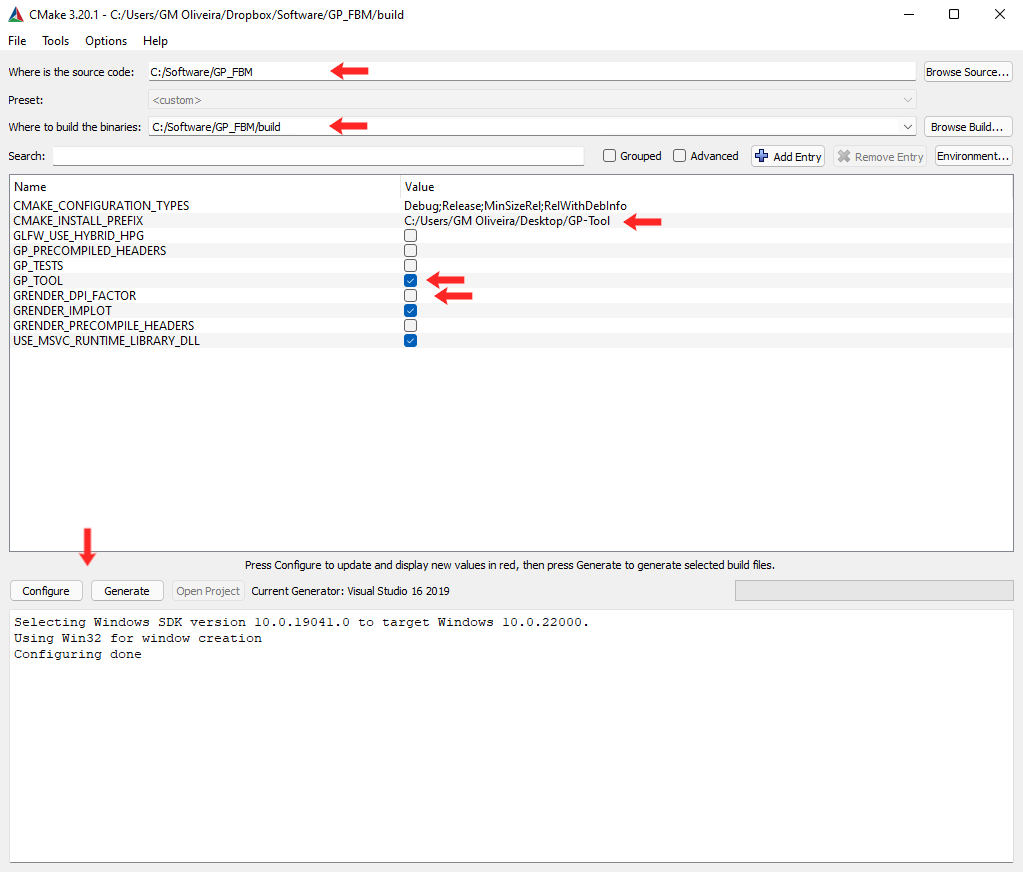 CMake 3.20.1 - C:/Users/GM Oliveira/Dropbox/Software/GP_FBM/build
File Tools Options Help
Where is the source code: C:/Software/GP_FBM Browse Source...
Preset: <custom>
Where to build the binaries: C:/Software/GP_FBM/build Browse Build...
Search: Grouped Advanced Add Entry Remove Entry Environment...
Name Value
CMAKE_CONFIGURATION_TYPES Debug;Release;MinSizeRel;RelWithDebInfo
CMAKE_INSTALL_PREFIX C:/Users/GM Oliveira/Desktop/GP-Tool
GLFW_USE_HYBRID_HPG
GP_PRECOMPILED_HEADERS
GP_TESTS
GP_TOOL
GRENDER_DPI_FACTOR
GRENDER_IMPLOT
GRENDER_PRECOMPILE_HEADERS
USE_MSVC_RUNTIME_LIBRARY_DLL
Press Configure to update and display new values in red, then press Generate to generate selected build files.
Configure Generate Open Project Current Generator: Visual Studio 16 2019
Selecting Windows SDK version 10.0.19041.0 to target Windows 10.0.22000.
Using Win32 for window creation
Configuring done